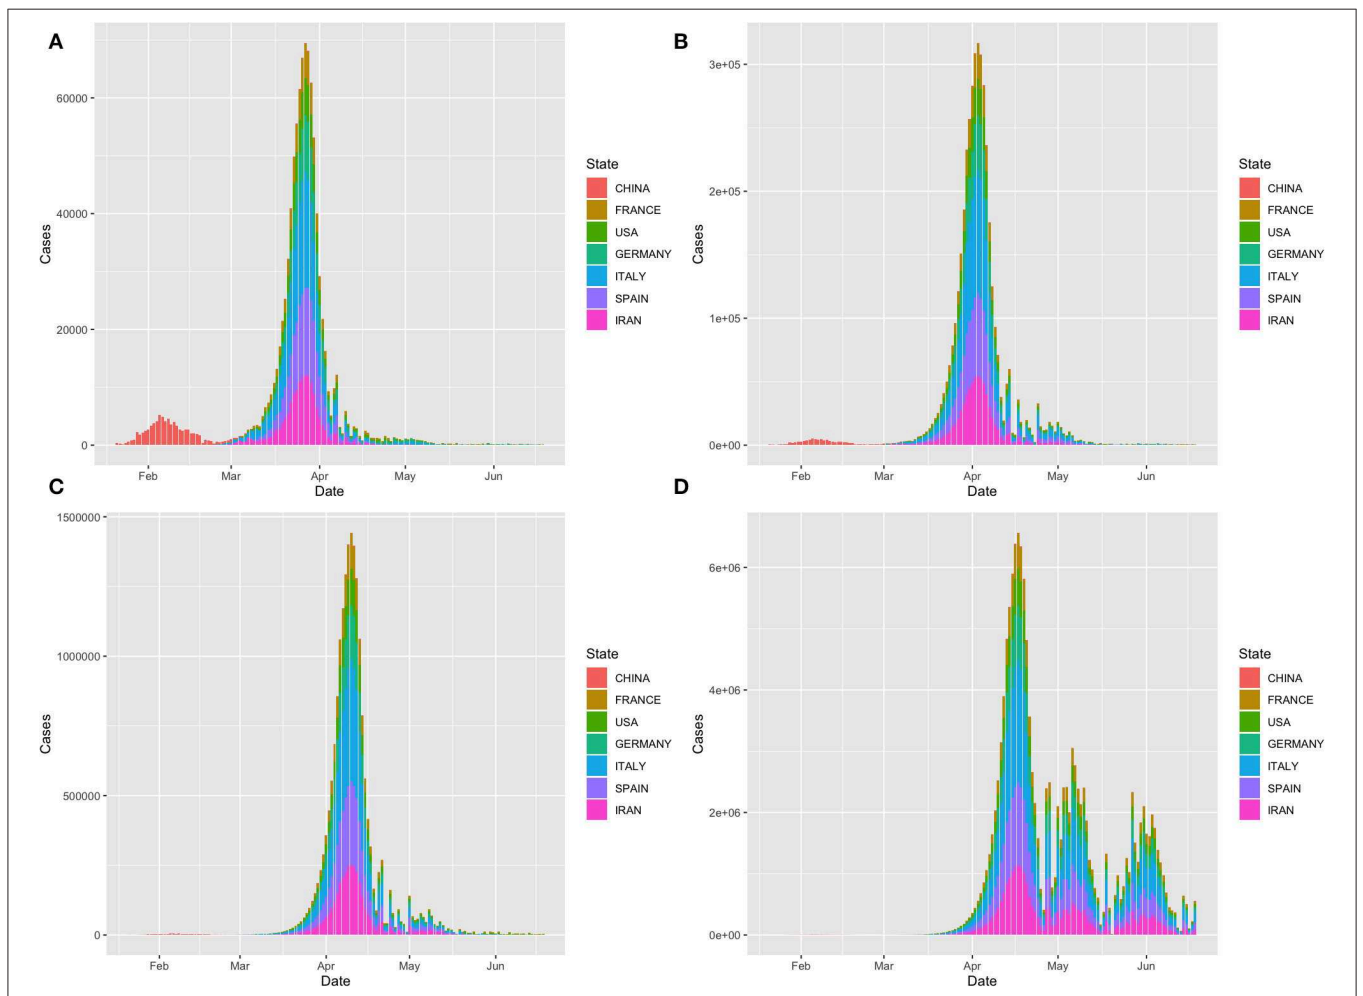 A
60000
40000
20000
0
Cases
Feb Mar Apr May Jun
Date
State
CHINA
FRANCE
USA
GERMANY
ITALY
SPAIN
IRAN
B
3e+05
2e+05
1e+05
0e+00
Cases
Feb Mar Apr May Jun
Date
State
CHINA
FRANCE
USA
GERMANY
ITALY
SPAIN
IRAN
C
1500000
1000000
500000
0
Cases
Feb Mar Apr May Jun
Date
State
CHINA
FRANCE
USA
GERMANY
ITALY
SPAIN
IRAN
D
6e+06
4e+06
2e+06
0e+00
Cases
Feb Mar Apr May Jun
Date
State
CHINA
FRANCE
USA
GERMANY
ITALY
SPAIN
IRAN